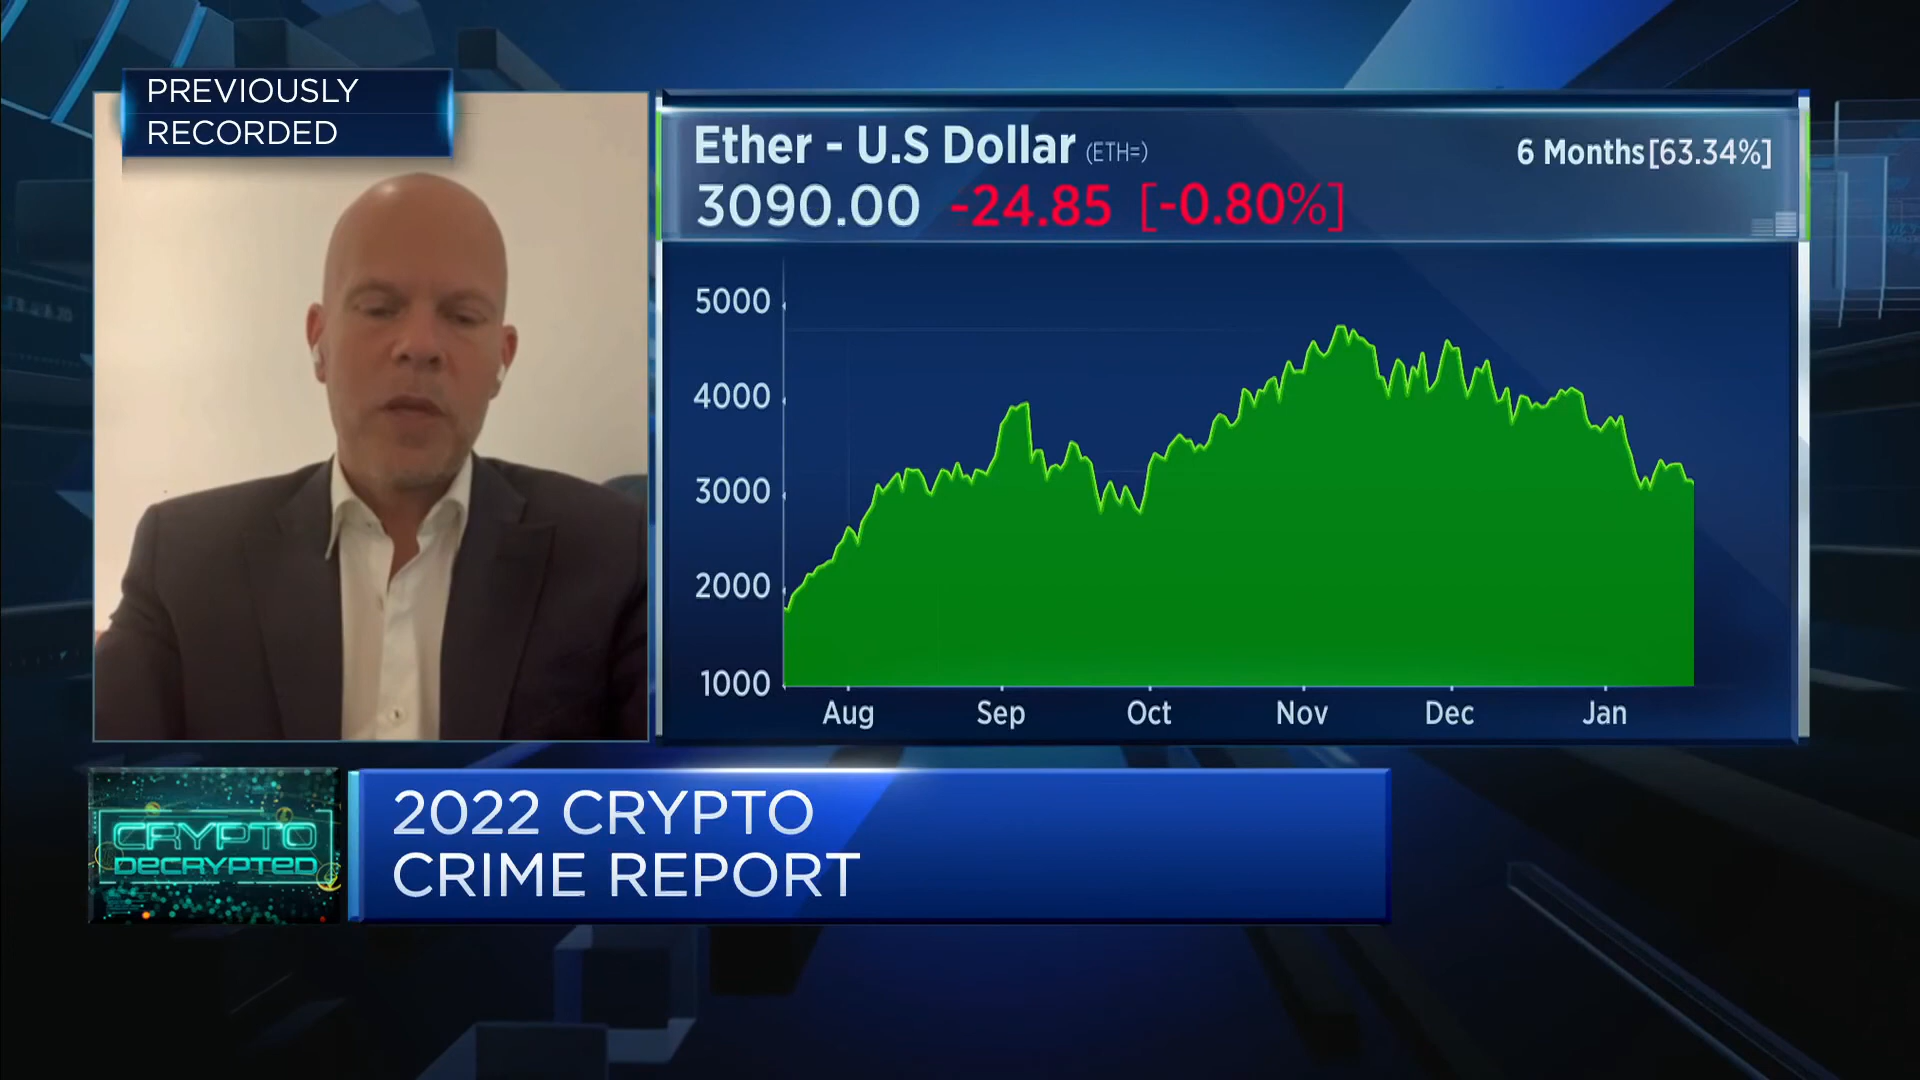 PREVIOUSLY
RECORDED
Ether - U.S Dollar (ETH=)
6 Months[63.34%]
3090.00 -24.85 [-0.80%]
5000
4000
3000
2000
1000
Aug Sep Oct Nov Dec Jan
CRYPTO
DECRYPTED
2022 CRYPTO
CRIME REPORT